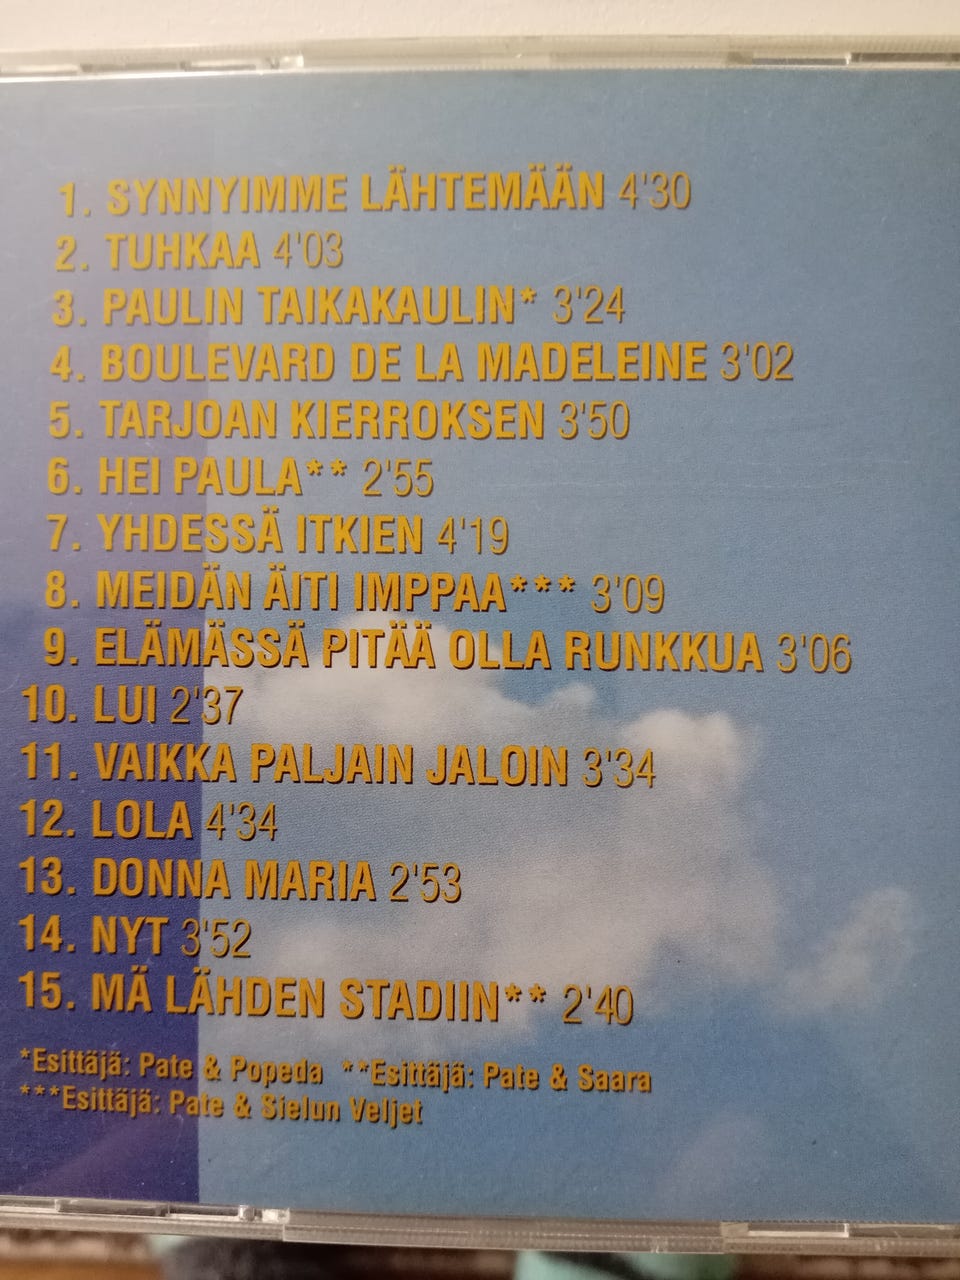 1. SYNNYIMME LÄHTEMÄÄN 4'30
2. TUHKAA 4'03
3. PAULIN TAIKAKAULIN* 3'24
4. BOULEVARD DE LA MADELEINE 3'02
5. TARJOAN KIERROKSEN 3'50
6. HEI PAULA** 2'55
7. YHDESSÄ ITKIEN 4'19
8. MEIDÄN ÄITI IMPPAA*** 3'09
9. ELÄMÄSSÄ PITÄÄ OLLA RUNKKUA 3'06
10. LUI 2'37
11. VAIKKA PALJAIN JALOIN 3'34
12. LOLA 4'34
13. DONNA MARIA 2'53
14. NYT 3'52
15. MÄ LÄHDEN STADIIN** 2'40
*Esittäjä: Pate & Popeda **Esittäjä: Pate & Saara
***Esittäjä: Pate & Sielun Veljet